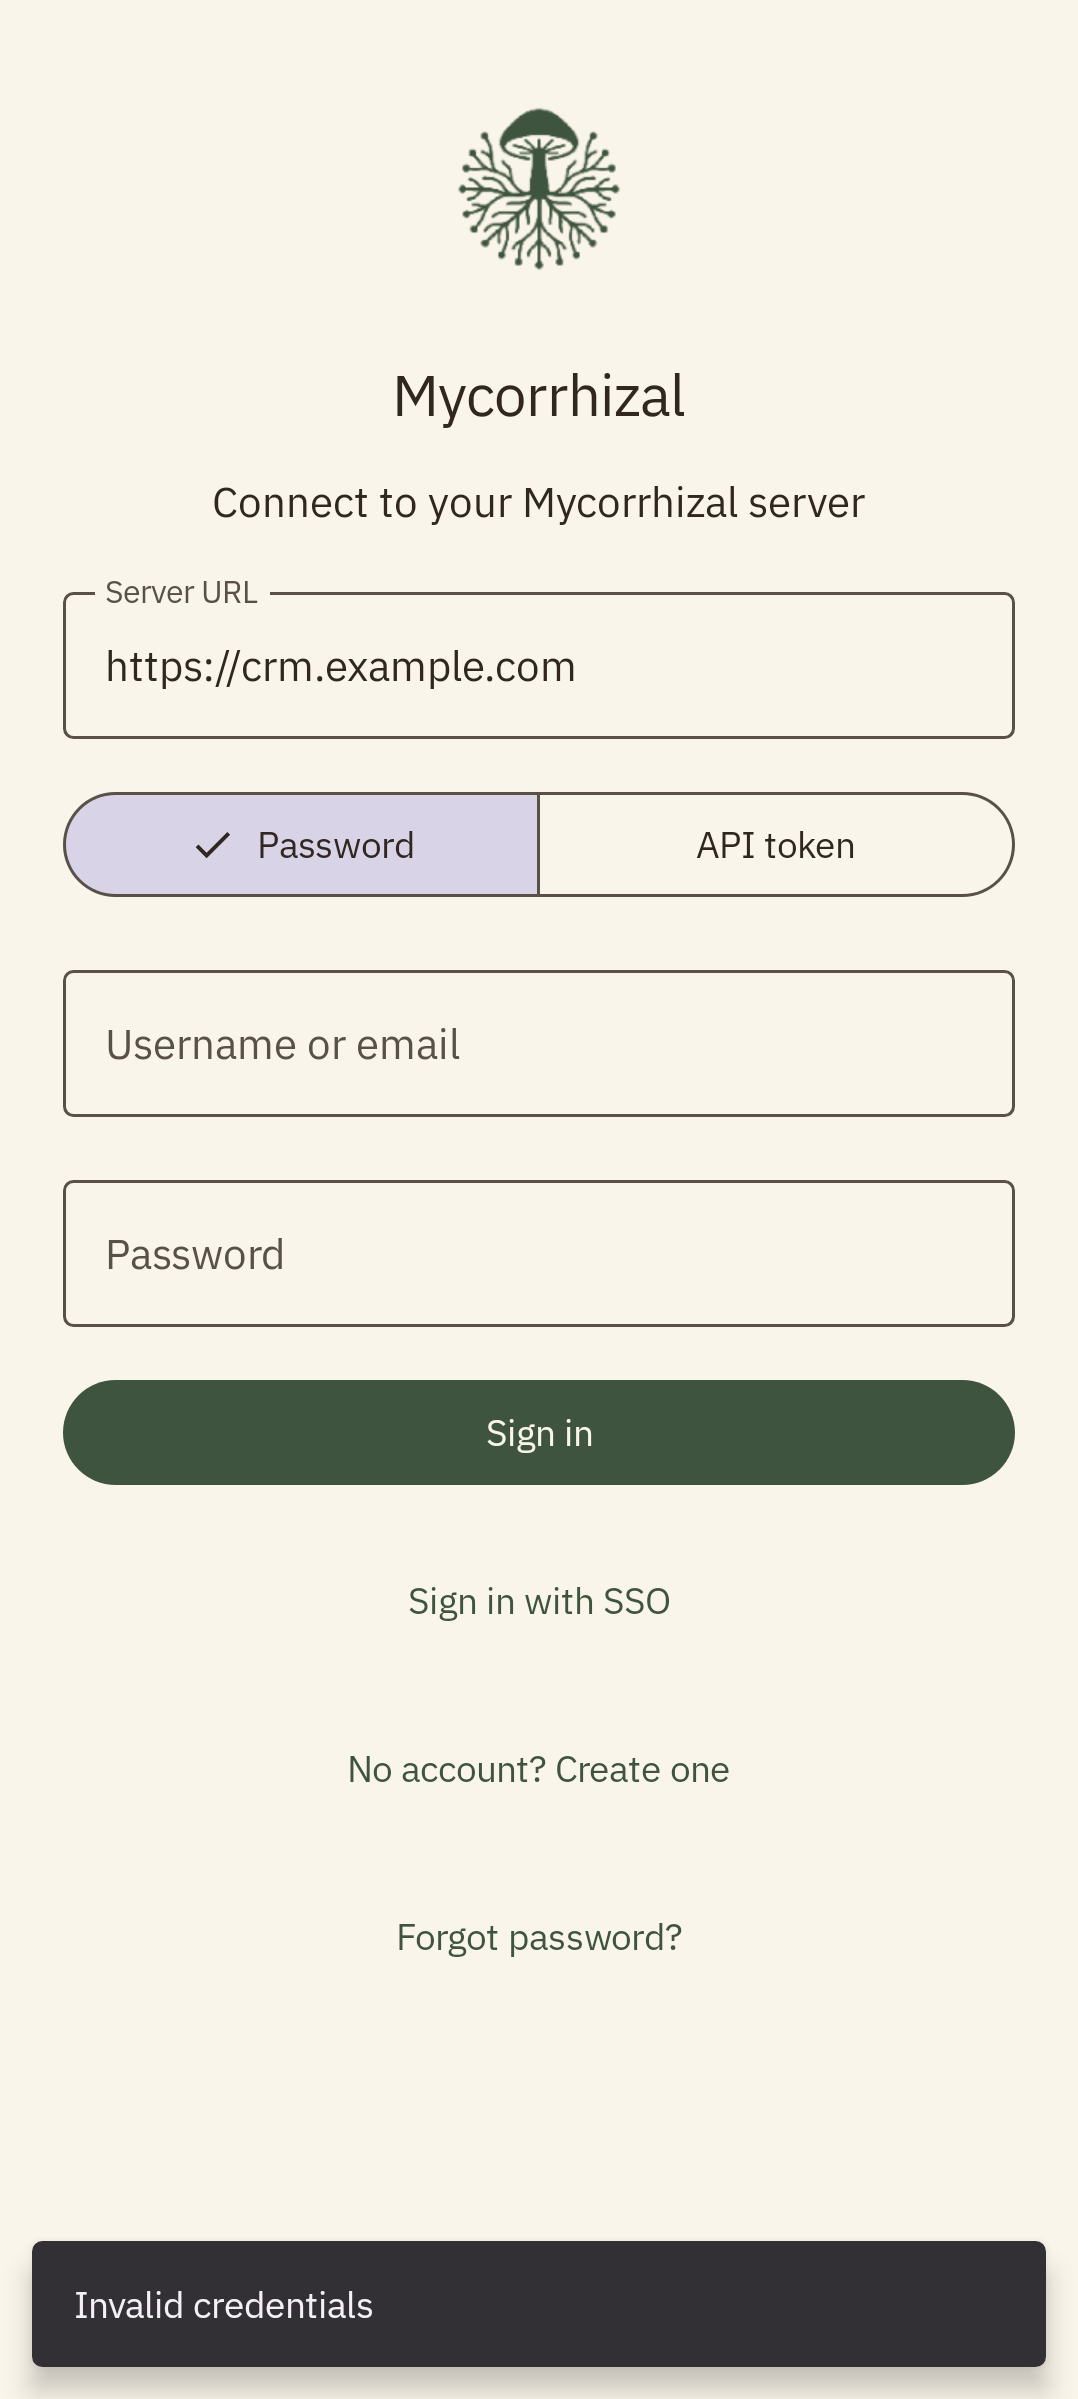 Mycorrhizal
Connect to your Mycorrhizal server
Server URL
https://crm.example.com
Password
API token
Username or email
Password
Sign in
Sign in with SSO
No account? Create one
Forgot password?
Invalid credentials